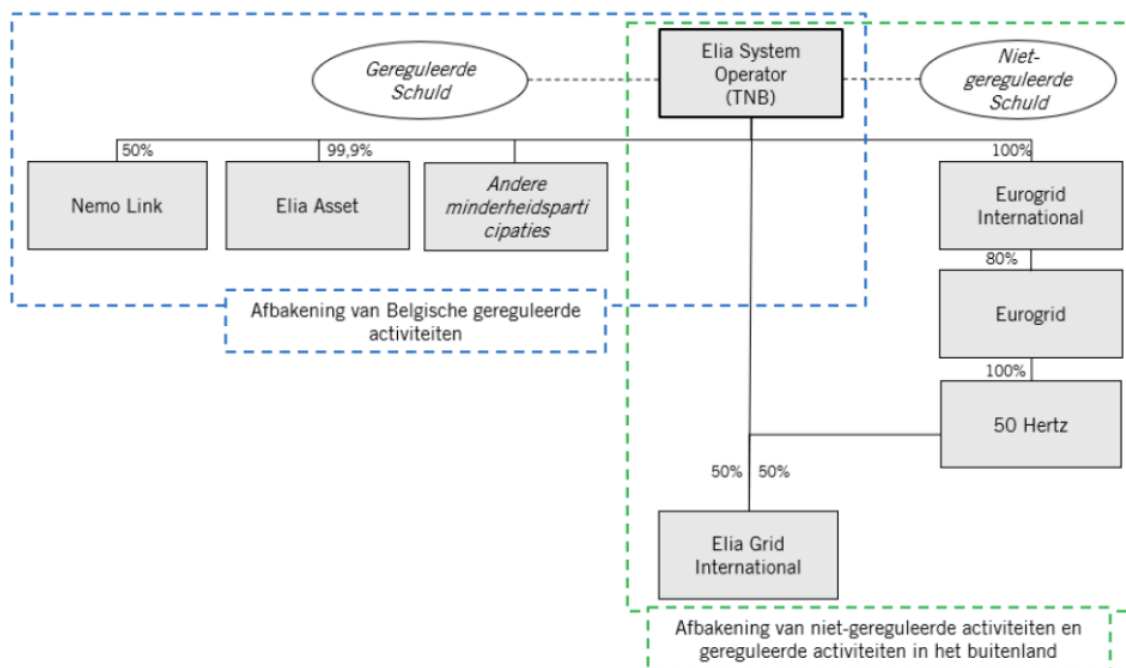 Elia System
Operator
(TNB)
Gereguleerde
Schuld
Niet-
gereguleerde
Schuld
50%
99,9%
100%
Nemo Link
Elia Asset
Andere
minderheidsparti
cipaties
Eurogrid
International
80%
Afbakening van Belgische gereguleerde
activiteiten
Eurogrid
100%
50 Hertz
50%
50%
Elia Grid
International
Afbakening van niet-gereguleerde activiteiten en
gereguleerde activiteiten in het buitenland